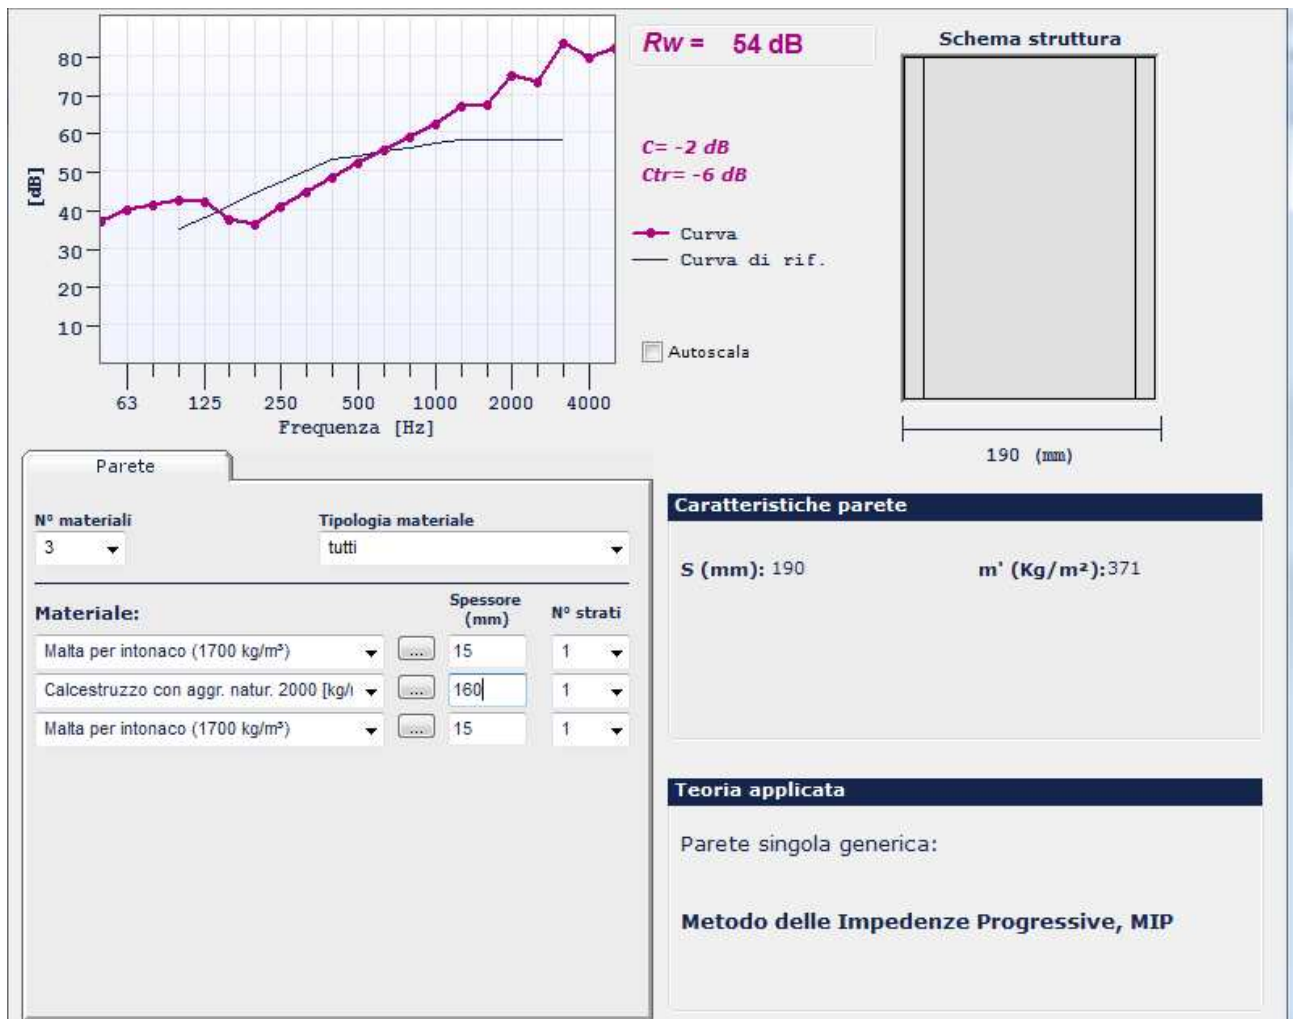 80
70
60
50
40
30
20
10
[dB]
63 125 250 500 1000 2000 4000
Frequenza [Hz]
Rw = 54 dB
C= -2 dB
Ctr= -6 dB
Curva
Curva di rif.
Autoscala
Schema struttura
190 (mm)
Parete
N° materiali Tipologia materiale
3 tutti
Materiale: Spessore (mm) N° strati
Malta per intonaco (1700 kg/m³) ... 15 1
Calcestruzzo con aggr. natur. 2000 [kg/ ... 160 1
Malta per intonaco (1700 kg/m³) ... 15 1
Caratteristiche parete
S (mm): 190 m' (Kg/m²):371
Teoria applicata
Parete singola generica:
Metodo delle Impedenze Progressive, MIP